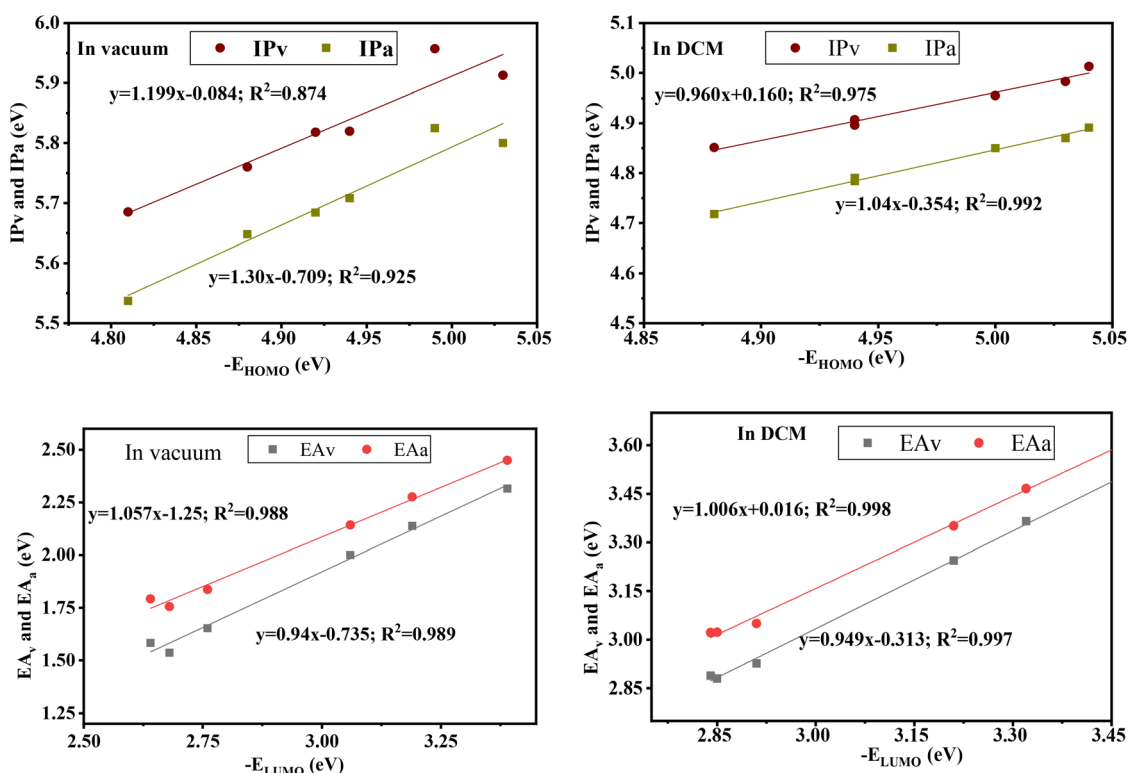 In vacuum
IPv IPa
y=1.199x-0.084; R²=0.874
y=1.30x-0.709; R²=0.925
IPv and IPa (eV)
6.0
5.9
5.8
5.7
5.6
5.5
4.80 4.85 4.90 4.95 5.00 5.05
-E_HOMO (eV)
In DCM
IPv IPa
y=0.960x+0.160; R²=0.975
y=1.04x-0.354; R²=0.992
IPv and IPa (eV)
5.1
5.0
4.9
4.8
4.7
4.6
4.5
4.85 4.90 4.95 5.00 5.05
-E_HOMO (eV)
In vacuum
EAv EAa
y=1.057x-1.25; R²=0.988
y=0.94x-0.735; R²=0.989
EA_v and EA_a (eV)
2.50
2.25
2.00
1.75
1.50
1.25
2.50 2.75 3.00 3.25
-E_LUMO (eV)
In DCM
EAv EAa
y=1.006x+0.016; R²=0.998
y=0.949x-0.313; R²=0.997
EA_v and EA_a (eV)
3.60
3.45
3.30
3.15
3.00
2.85
2.85 3.00 3.15 3.30 3.45
-E_LUMO (eV)